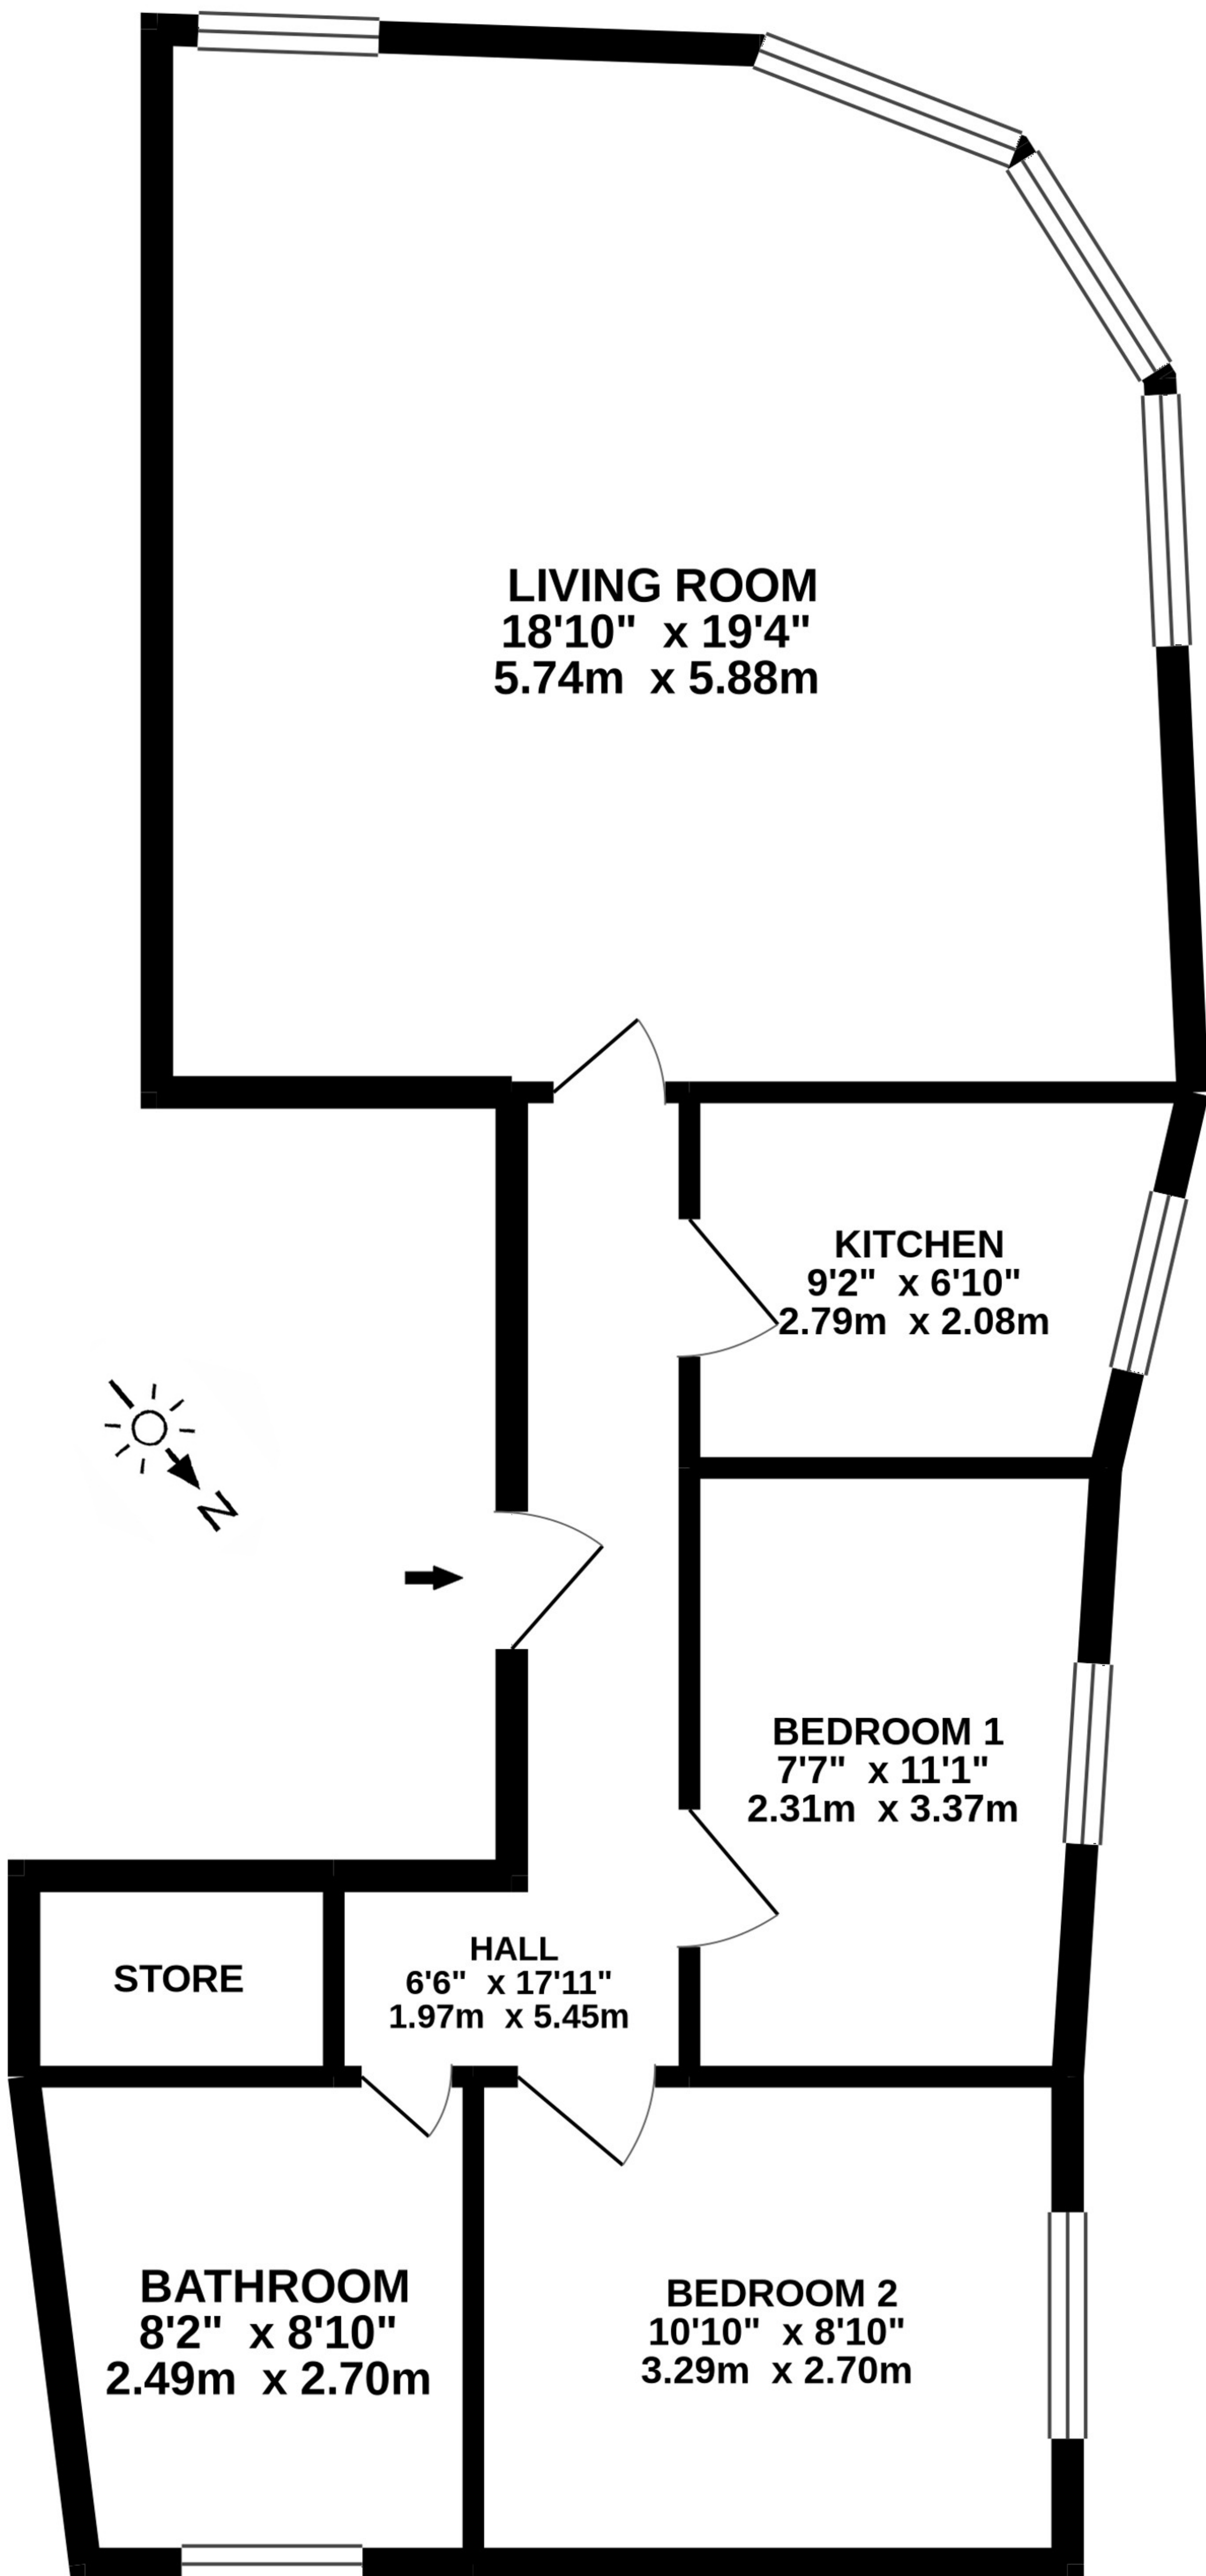 LIVING ROOM
18'10" x 19'4"
5.74m x 5.88m
KITCHEN
9'2" x 6'10"
2.79m x 2.08m
N
BEDROOM 1
7'7" x 11'1"
2.31m x 3.37m
HALL
6'6" x 17'11"
1.97m x 5.45m
STORE
BATHROOM
8'2" x 8'10"
2.49m x 2.70m
BEDROOM 2
10'10" x 8'10"
3.29m x 2.70m